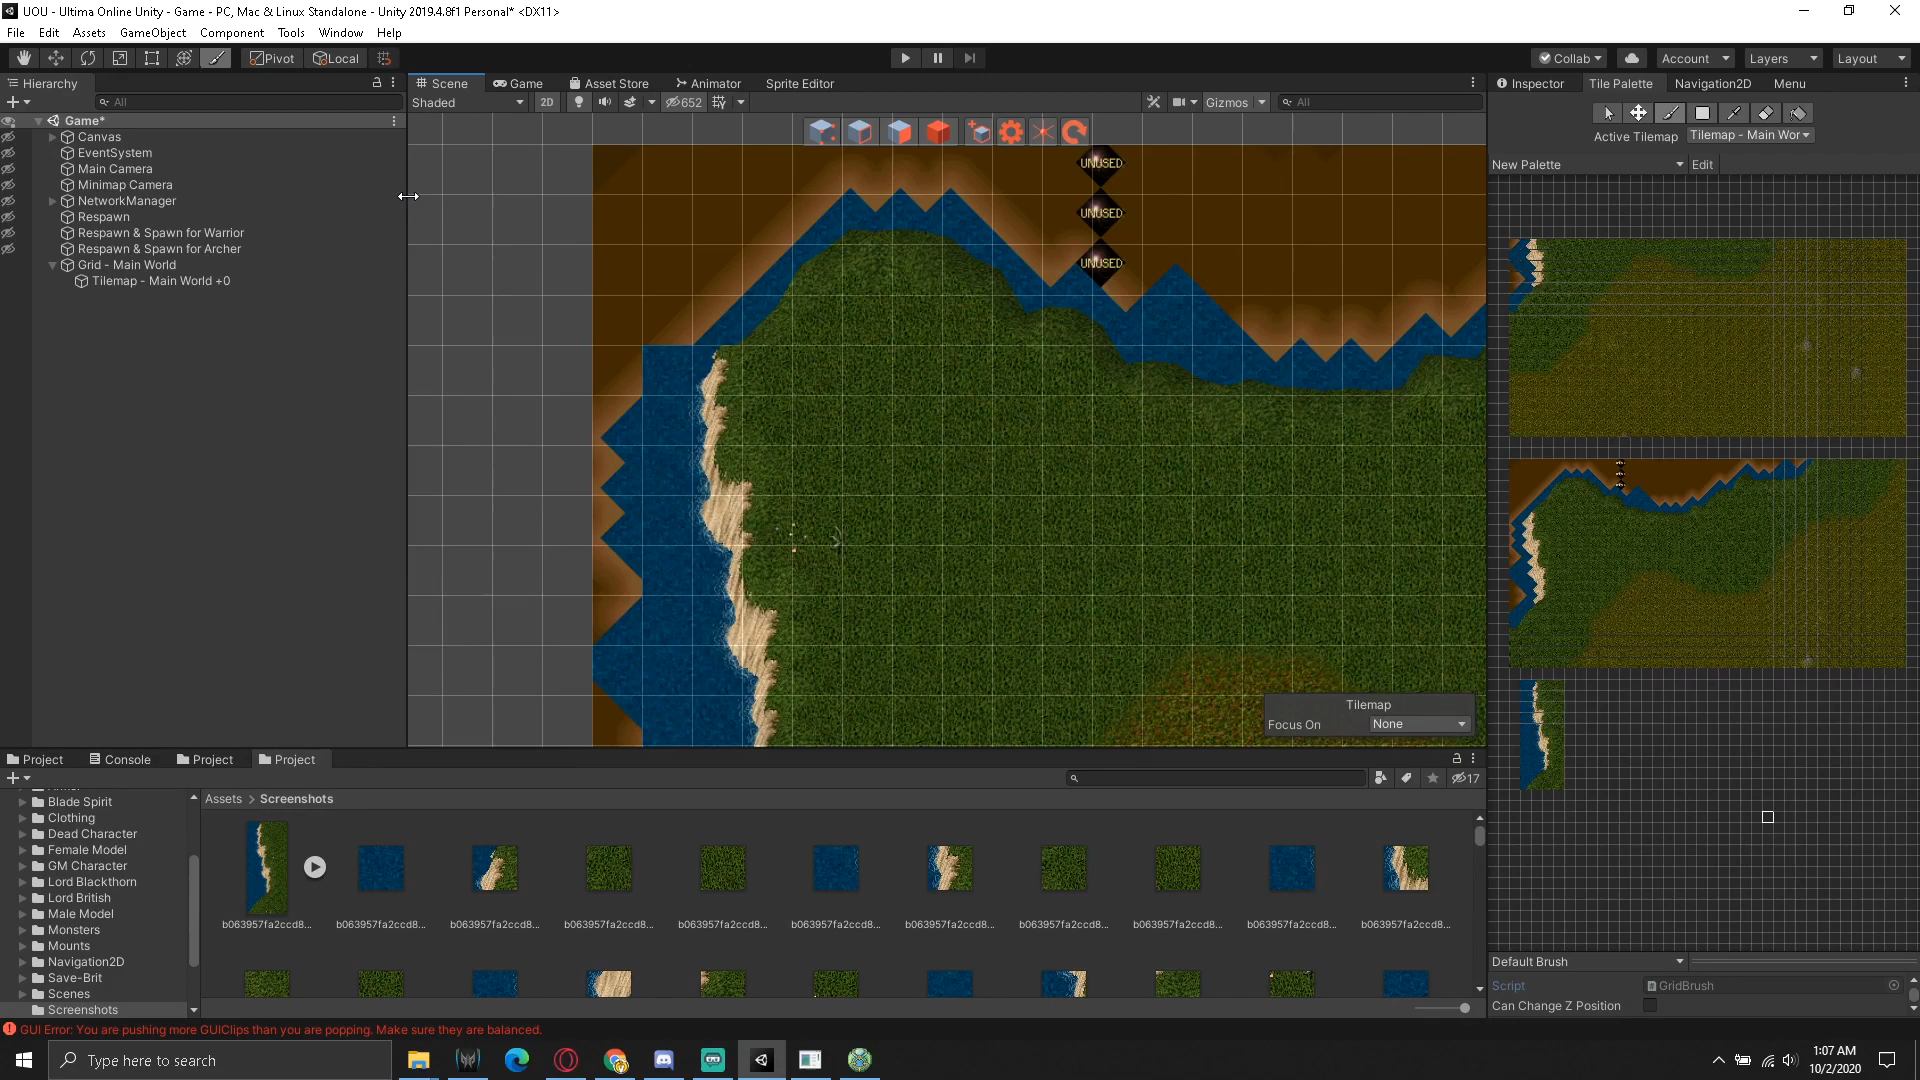 UOU - Ultima Online Unity - Game - PC, Mac & Linux Standalone - Unity 2019.4.8f1 Personal* <DX11>
File Edit Assets GameObject Component Tools Window Help
Pivot Local Collab Account Layers Layout
Hierarchy
All
Game*
Canvas
EventSystem
Main Camera
Minimap Camera
NetworkManager
Respawn
Respawn & Spawn for Warrior
Respawn & Spawn for Archer
Grid - Main World
Tilemap - Main World +0
Scene Game Asset Store Animator Sprite Editor
Shaded 2D 652 Gizmos All
UNUSED
UNUSED
UNUSED
Tilemap
Focus On None
Inspector Tile Palette Navigation2D Menu
Active Tilemap Tilemap - Main Wor
New Palette Edit
Default Brush
Script GridBrush
Can Change Z Position
Project Console Project Project
17
Blade Spirit
Clothing
Dead Character
Female Model
GM Character
Lord Blackthorn
Lord British
Male Model
Monsters
Mounts
Navigation2D
Save-Brit
Scenes
Screenshots
Assets > Screenshots
b063957fa2ccd8... b063957fa2ccd8... b063957fa2ccd8... b063957fa2ccd8... b063957fa2ccd8... b063957fa2ccd8... b063957fa2ccd8... b063957fa2ccd8... b063957fa2ccd8... b063957fa2ccd8... b063957fa2ccd8...
GUI Error: You are pushing more GUIClips than you are popping. Make sure they are balanced.
Type here to search
1:07 AM
10/2/2020